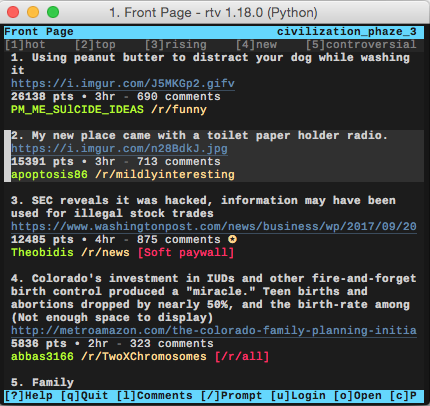 1. Front Page - rtv 1.18.0 (Python)
Front Page civilization_phaze_3
[1]hot [2]top [3]rising [4]new [5]controversial
1. Using peanut butter to distract your dog while washing
it
https://i.imgur.com/J5MKGp2.gifv
26138 pts • 3hr - 690 comments
PM_ME_SUlCIDE_IDEAS /r/funny
2. My new place came with a toilet paper holder radio.
https://i.imgur.com/n28BdkJ.jpg
15391 pts • 3hr - 713 comments
apoptosis86 /r/mildlyinteresting
3. SEC reveals it was hacked, information may have been
used for illegal stock trades
https://www.washingtonpost.com/news/business/wp/2017/09/20
12485 pts • 4hr - 875 comments ✪
Theobidis /r/news [Soft paywall]
4. Colorado's investment in IUDs and other fire-and-forget
birth control produced a "miracle." Teen births and
abortions dropped by nearly 50%, and the birth-rate among
(Not enough space to display)
http://metroamazon.com/the-colorado-family-planning-initia
5836 pts • 2hr - 323 comments
abbas3166 /r/TwoXChromosomes [/r/all]
5. Family
[?]Help [q]Quit [l]Comments [/]Prompt [u]Login [o]Open [c]P